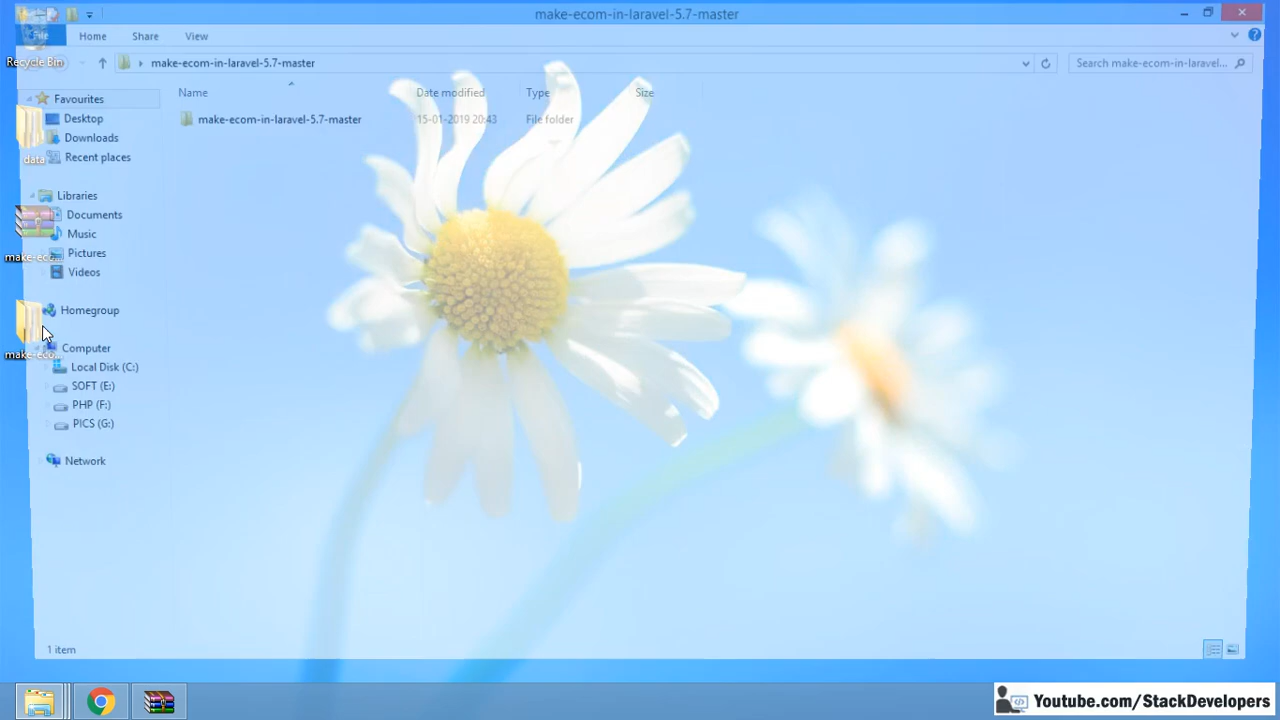 make-ecom-in-laravel-5.7-master
File Home Share View
Recycle Bin
make-ecom-in-laravel-5.7-master
Search make-ecom-in-laravel...
Name Date modified Type Size
Favourites
make-ecom-in-laravel-5.7-master 15-01-2019 20:43 File folder
Desktop
Downloads
data
Recent places
Libraries
Documents
Music
Pictures
make-eco...
Videos
Homegroup
Computer
make-eco...
Local Disk (C:)
SOFT (E:)
PHP (F:)
PICS (G:)
Network
1 item
Youtube.com/StackDevelopers